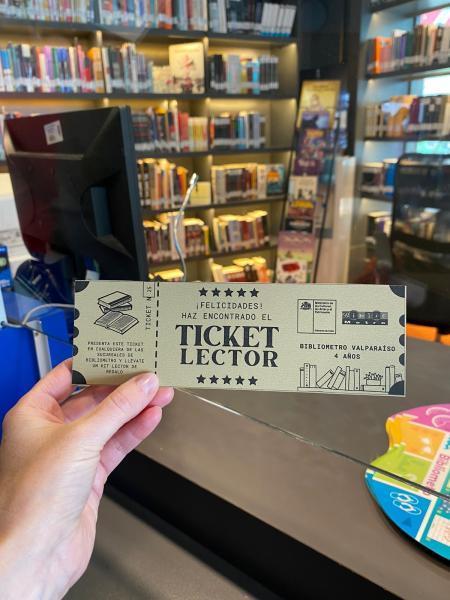 PRESENTA ESTE TICKET
EN CUALQUIERA DE LAS
SUCURSALES DE
BIBLIOMETRO Y LLÉVATE
UN KIT LECTOR DE
REGALO
¡FELICIDADES!
HAZ ENCONTRADO EL
TICKET
LECTOR
BIBLIOMETRO VALPARAÍSO
4 AÑOS
Bibliometro